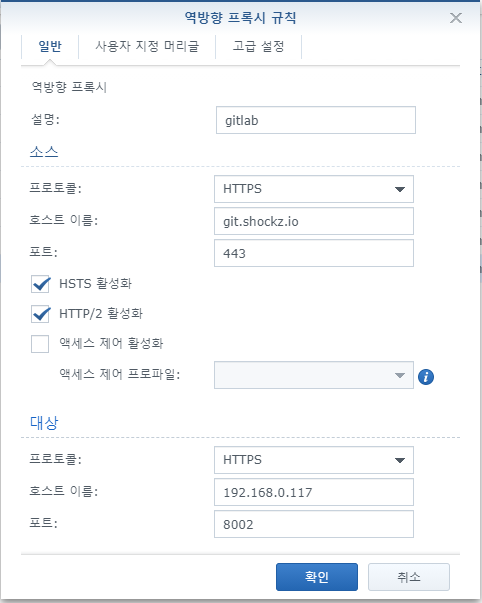 역방향 프록시 규칙
일반 사용자 지정 머리글 고급 설정
역방향 프록시
설명: gitlab
소스
프로토콜: HTTPS
호스트 이름: git.shockz.io
포트: 443
HSTS 활성화
HTTP/2 활성화
액세스 제어 활성화
액세스 제어 프로파일:
대상
프로토콜: HTTPS
호스트 이름: 192.168.0.117
포트: 8002
확인 취소